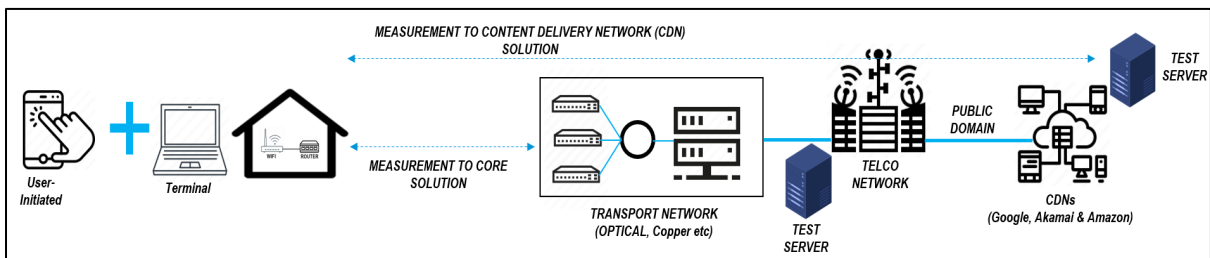 MEASUREMENT TO CONTENT DELIVERY NETWORK (CDN)
SOLUTION
TEST
SERVER
PUBLIC
DOMAIN
WIFI
ROUTER
MEASUREMENT TO CORE
SOLUTION
User-
Initiated
Terminal
TELCO
NETWORK
CDNs
(Google, Akamai & Amazon)
TRANSPORT NETWORK
(OPTICAL, Copper etc)
TEST
SERVER